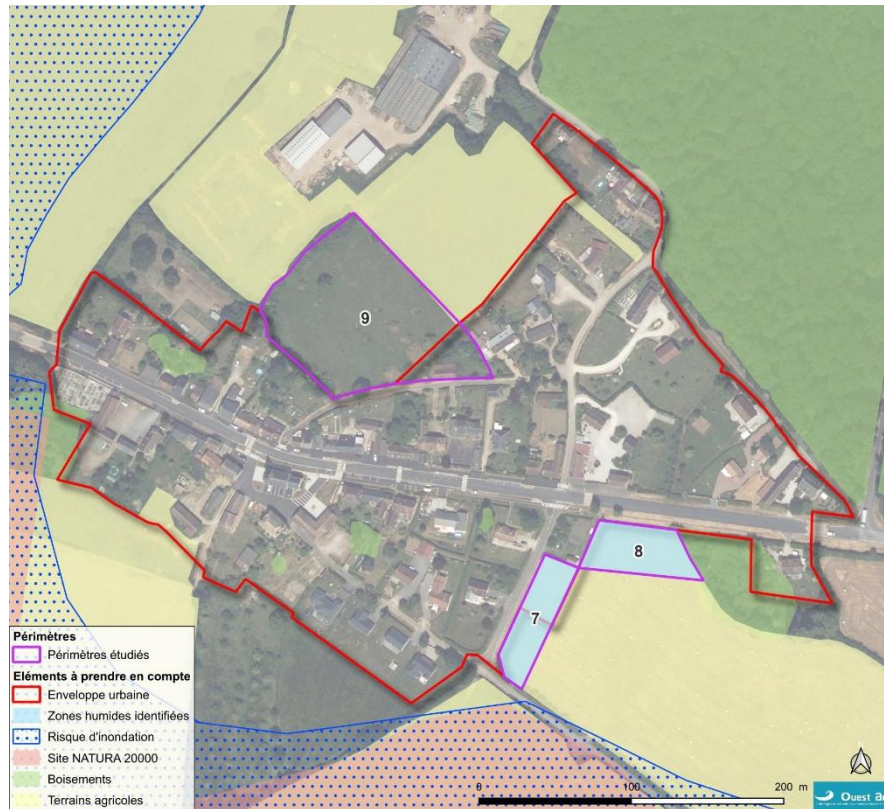 9
8
7
Périmètres
Périmètres étudiés
Eléments à prendre en compte
Enveloppe urbaine
Zones humides identifiées
Risque d'inondation
Site NATURA 20000
Boisements
Terrains agricoles
0 100 200 m
Ouest a